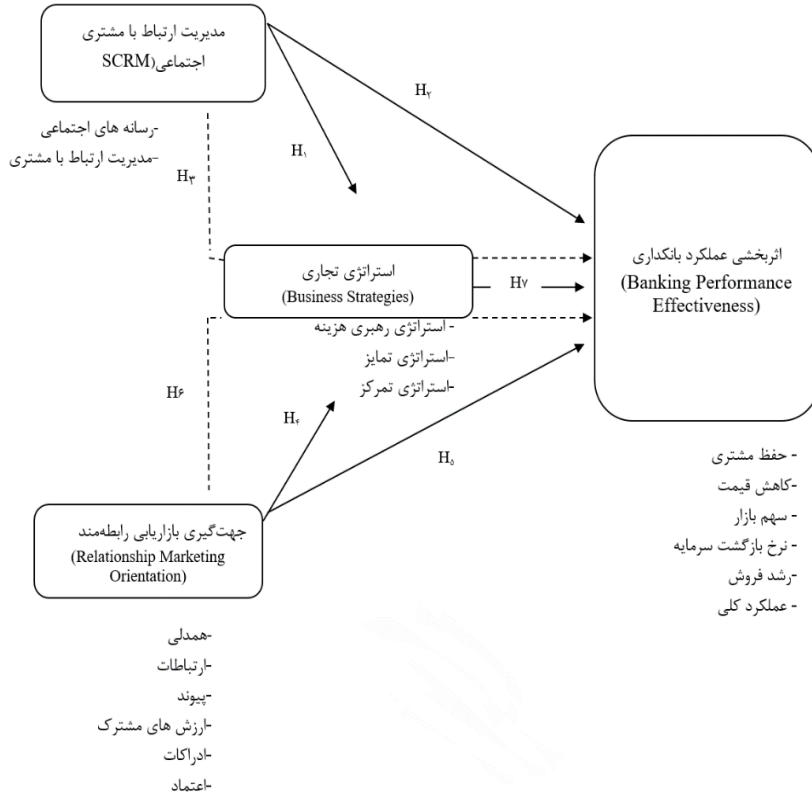 مدیریت ارتباط با مشتری
اجتماعی(SCRM
-رسانه های اجتماعی
-مدیریت ارتباط با مشتری
H۱
H۲
H۳
استراتژی تجاری
(Business Strategies)
- استراتژی رهبری هزینه
-استراتژی تمایز
-استراتژی تمرکز
H۷
اثربخشی عملکرد بانکداری
(Banking Performance
Effectiveness)
- حفظ مشتری
-کاهش قیمت
- سهم بازار
- نرخ بازگشت سرمایه
-رشد فروش
- عملکرد کلی
H۶
H۴
H۵
جهت‌گیری بازاریابی رابطه‌مند
(Relationship Marketing
Orientation)
-همدلی
-ارتباطات
-پیوند
-ارزش های مشترک
-ادراکات
-اعتماد